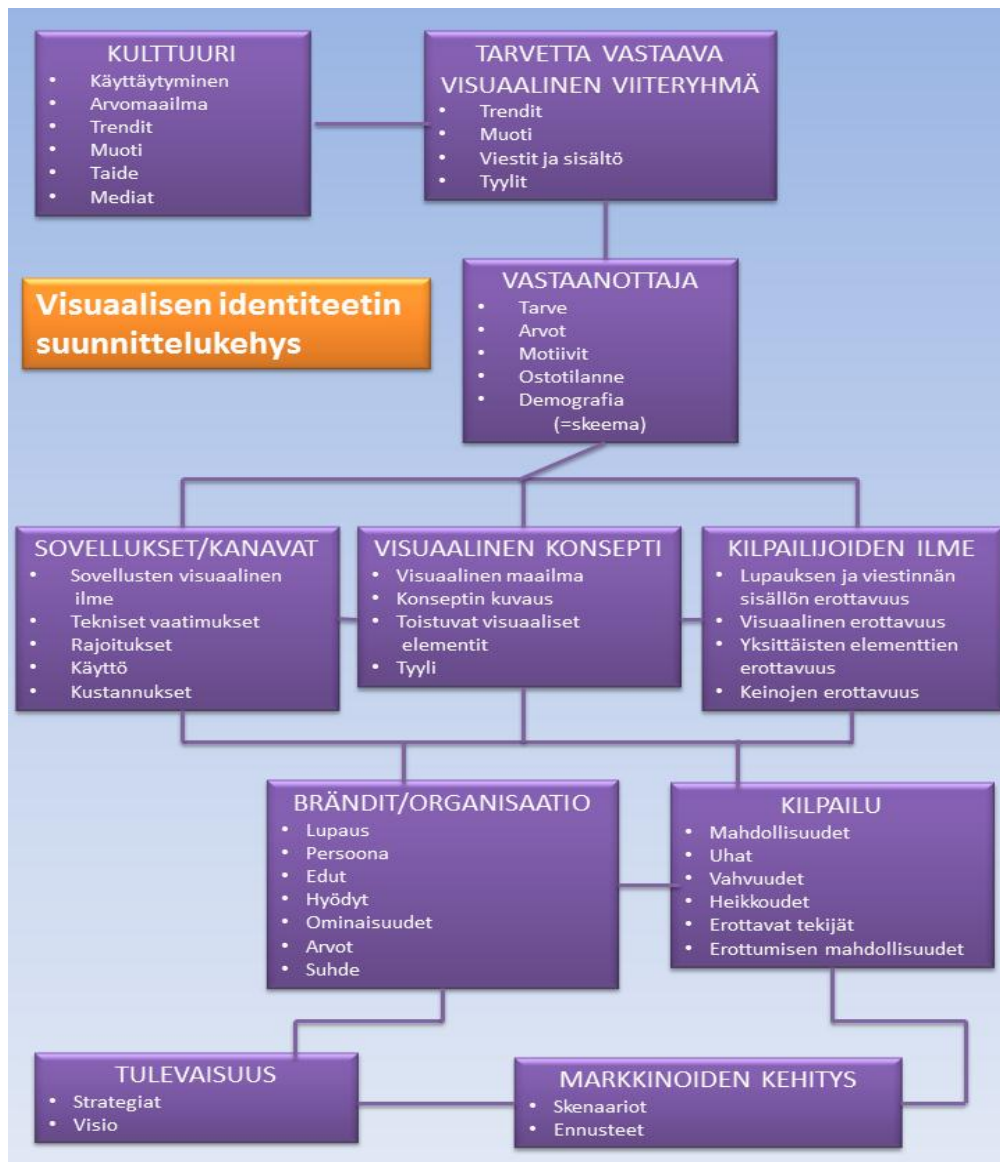 KULTTUURI
• Käyttäytyminen
• Arvomaailma
• Trendit
• Muoti
• Taide
• Mediat
TARVETTA VASTAAVA
VISUAALINEN VIITERYHMÄ
• Trendit
• Muoti
• Viestit ja sisältö
• Tyylit
Visuaalisen identiteetin
suunnittelukehys
VASTAANOTTAJA
• Tarve
• Arvot
• Motiivit
• Ostotilanne
• Demografia
(=skeema)
SOVELLUKSET/KANAVAT
• Sovellusten visuaalinen
ilme
• Tekniset vaatimukset
• Rajoitukset
• Käyttö
• Kustannukset
VISUAALINEN KONSEPTI
• Visuaalinen maailma
• Konseptin kuvaus
• Toistuvat visuaaliset
elementit
• Tyyli
KILPAILIJOIDEN ILME
• Lupauksen ja viestinnän
sisällön erottavuus
• Visuaalinen erottavuus
• Yksittäisten elementtien
erottavuus
• Keinojen erottavuus
BRÄNDIT/ORGANISAATIO
• Lupaus
• Persoona
• Edut
• Hyödyt
• Ominaisuudet
• Arvot
• Suhde
KILPAILU
• Mahdollisuudet
• Uhat
• Vahvuudet
• Heikkoudet
• Erottavat tekijät
• Erottumisen mahdollisuudet
TULEVAISUUS
• Strategiat
• Visio
MARKKINOIDEN KEHITYS
• Skenaariot
• Ennusteet